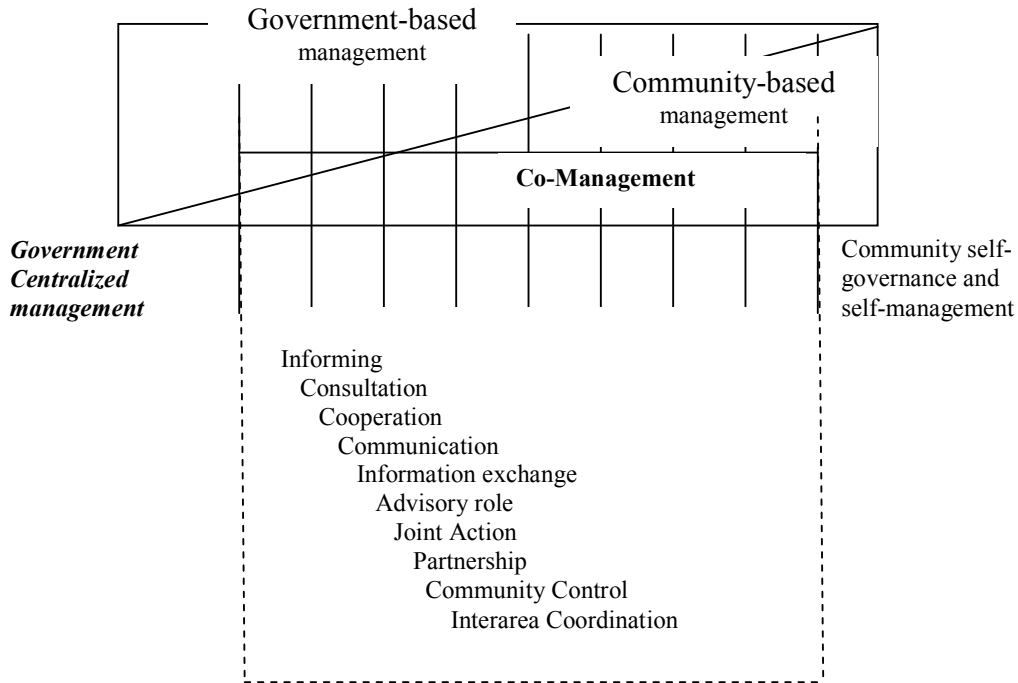 Government-based
management
Community-based
management
Co-Management
Government
Centralized
management
Community self-
governance and
self-management
Informing
Consultation
Cooperation
Communication
Information exchange
Advisory role
Joint Action
Partnership
Community Control
Interarea Coordination